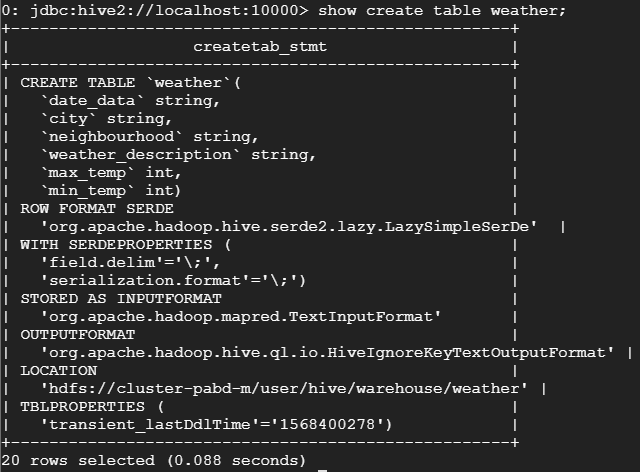 0: jdbc:hive2://localhost:10000> show create table weather;
+----------------------------------------------------+
|                   createtab_stmt                   |
+----------------------------------------------------+
| CREATE TABLE `weather`(                            |
|   `date_data` string,                              |
|   `city` string,                                   |
|   `neighbourhood` string,                          |
|   `weather_description` string,                    |
|   `max_temp` int,                                  |
|   `min_temp` int)                                  |
| ROW FORMAT SERDE                                   |
|   'org.apache.hadoop.hive.serde2.lazy.LazySimpleSerDe'  |
| WITH SERDEPROPERTIES (                             |
|   'field.delim'='\;',                              |
|   'serialization.format'='\;')                     |
| STORED AS INPUTFORMAT                              |
|   'org.apache.hadoop.mapred.TextInputFormat'       |
| OUTPUTFORMAT                                       |
|   'org.apache.hadoop.hive.ql.io.HiveIgnoreKeyTextOutputFormat' |
| LOCATION                                           |
|   'hdfs://cluster-pabd-m/user/hive/warehouse/weather' |
| TBLPROPERTIES (                                    |
|   'transient_lastDdlTime'='1568400278')            |
+----------------------------------------------------+
20 rows selected (0.088 seconds)